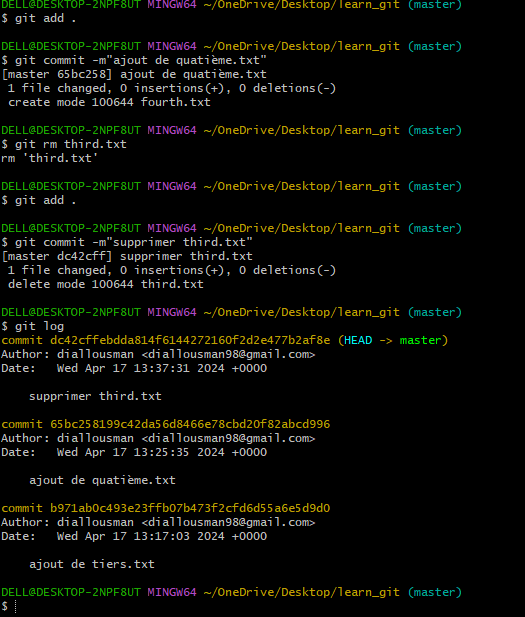 DELL@DESKTOP-2NPF8UT MINGW64 ~/OneDrive/Desktop/learn_git (master)
$ git add .
DELL@DESKTOP-2NPF8UT MINGW64 ~/OneDrive/Desktop/learn_git (master)
$ git commit -m"ajout de quatième.txt"
[master 65bc258] ajout de quatième.txt
1 file changed, 0 insertions(+), 0 deletions(-)
create mode 100644 fourth.txt
DELL@DESKTOP-2NPF8UT MINGW64 ~/OneDrive/Desktop/learn_git (master)
$ git rm third.txt
rm 'third.txt'
DELL@DESKTOP-2NPF8UT MINGW64 ~/OneDrive/Desktop/learn_git (master)
$ git add .
DELL@DESKTOP-2NPF8UT MINGW64 ~/OneDrive/Desktop/learn_git (master)
$ git commit -m"supprimer third.txt"
[master dc42cff] supprimer third.txt
1 file changed, 0 insertions(+), 0 deletions(-)
delete mode 100644 third.txt
DELL@DESKTOP-2NPF8UT MINGW64 ~/OneDrive/Desktop/learn_git (master)
$ git log
commit dc42cffebdda814f6144272160f2d2e477b2af8e (HEAD -> master)
Author: diallousman <diallousman98@gmail.com>
Date:   Wed Apr 17 13:37:31 2024 +0000
supprimer third.txt
commit 65bc258199c42da56d8466e78cbd20f82abcd996
Author: diallousman <diallousman98@gmail.com>
Date:   Wed Apr 17 13:25:35 2024 +0000
ajout de quatième.txt
commit b971ab0c493e23ffb07b473f2cfd6d55a6e5d9d0
Author: diallousman <diallousman98@gmail.com>
Date:   Wed Apr 17 13:17:03 2024 +0000
ajout de tiers.txt
DELL@DESKTOP-2NPF8UT MINGW64 ~/OneDrive/Desktop/learn_git (master)
$